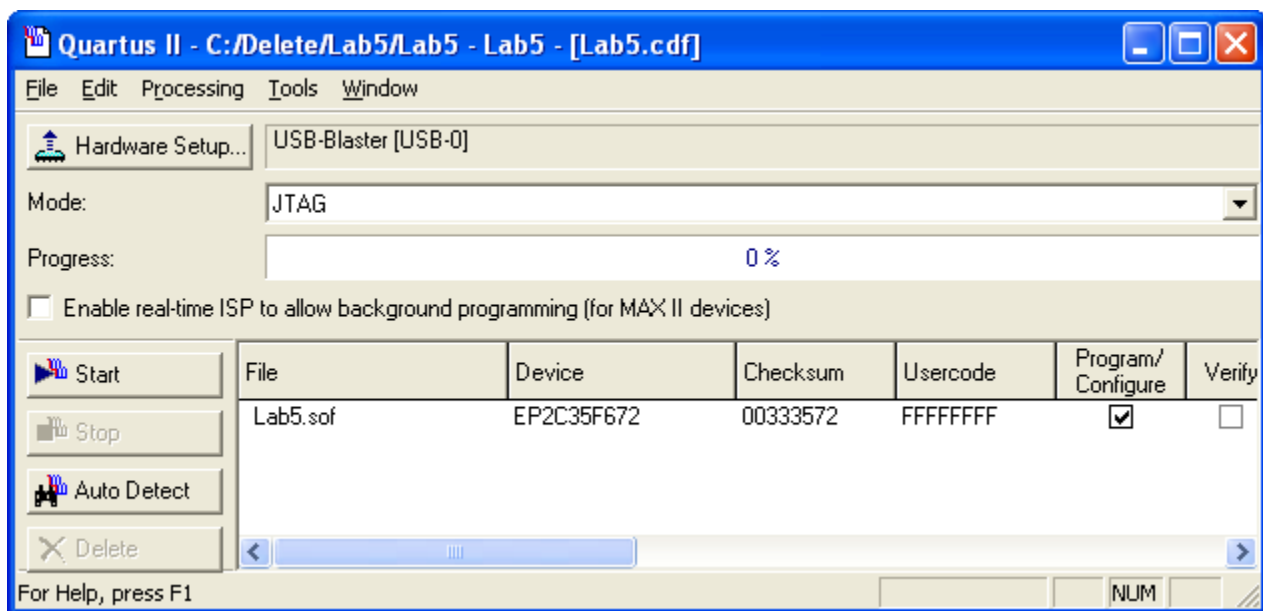 Quartus II - C:/Delete/Lab5/Lab5 - Lab5 - [Lab5.cdf]
File Edit Processing Tools Window
Hardware Setup... USB-Blaster [USB-0]
Mode: JTAG
Progress: 0 %
Enable real-time ISP to allow background programming (for MAX II devices)
Start
Stop
Auto Detect
Delete
File Device Checksum Usercode Program/ Configure Verify
Lab5.sof EP2C35F672 00333572 FFFFFFFF
For Help, press F1 NUM